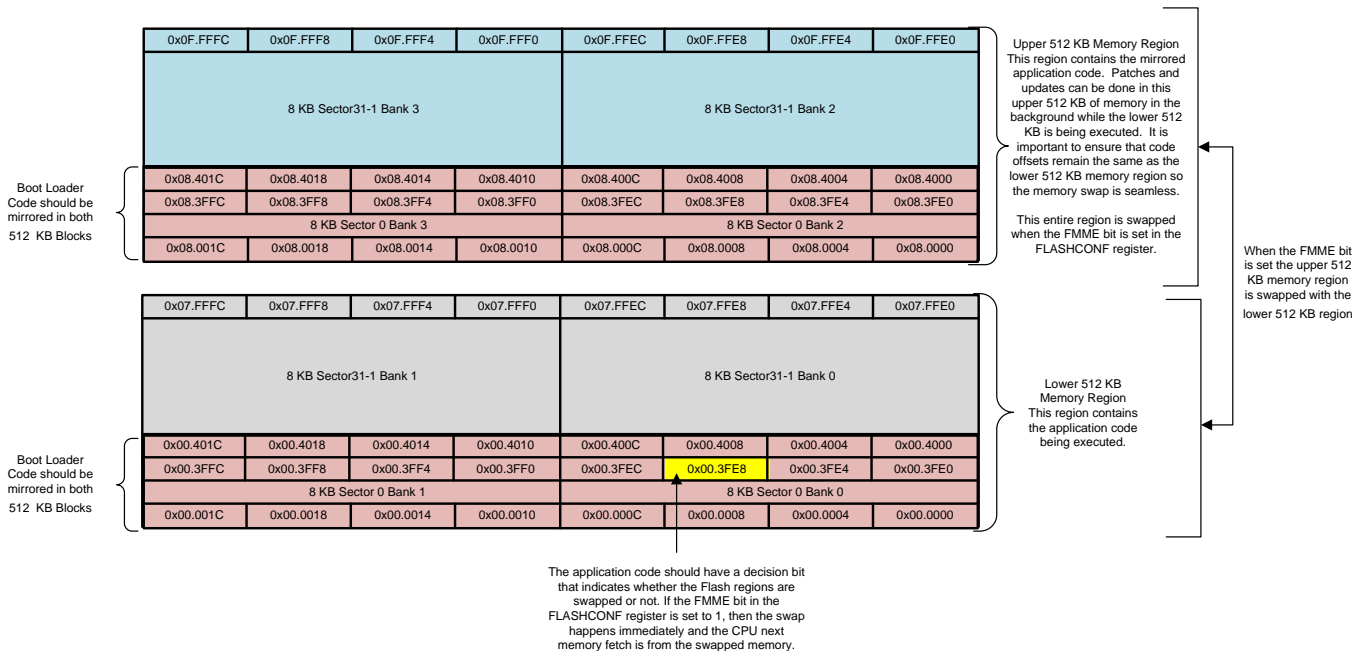 0x0F.FFFC 0x0F.FFF8 0x0F.FFF4 0x0F.FFF0 0x0F.FFEC 0x0F.FFE8 0x0F.FFE4 0x0F.FFE0
8 KB Sector31-1 Bank 3 8 KB Sector31-1 Bank 2
0x08.401C 0x08.4018 0x08.4014 0x08.4010 0x08.400C 0x08.4008 0x08.4004 0x08.4000
0x08.3FFC 0x08.3FF8 0x08.3FF4 0x08.3FF0 0x08.3FEC 0x08.3FE8 0x08.3FE4 0x08.3FE0
8 KB Sector 0 Bank 3 8 KB Sector 0 Bank 2
0x08.001C 0x08.0018 0x08.0014 0x08.0010 0x08.000C 0x08.0008 0x08.0004 0x08.0000
Boot Loader
Code should be
mirrored in both
512 KB Blocks
Upper 512 KB Memory Region
This region contains the mirrored
application code. Patches and
updates can be done in this
upper 512 KB of memory in the
background while the lower 512
KB is being executed. It is
important to ensure that code
offsets remain the same as the
lower 512 KB memory region so
the memory swap is seamless.
This entire region is swapped
when the FMME bit is set in the
FLASHCONF register.
When the FMME bit
is set the upper 512
KB memory region
is swapped with the
lower 512 KB region
0x07.FFFC 0x07.FFF8 0x07.FFF4 0x07.FFF0 0x07.FFEC 0x07.FFE8 0x07.FFE4 0x07.FFE0
8 KB Sector31-1 Bank 1 8 KB Sector31-1 Bank 0
0x00.401C 0x00.4018 0x00.4014 0x00.4010 0x00.400C 0x00.4008 0x00.4004 0x00.4000
0x00.3FFC 0x00.3FF8 0x00.3FF4 0x00.3FF0 0x00.3FEC 0x00.3FE8 0x00.3FE4 0x00.3FE0
8 KB Sector 0 Bank 1 8 KB Sector 0 Bank 0
0x00.001C 0x00.0018 0x00.0014 0x00.0010 0x00.000C 0x00.0008 0x00.0004 0x00.0000
Boot Loader
Code should be
mirrored in both
512 KB Blocks
Lower 512 KB
Memory Region
This region contains
the application code
being executed.
The application code should have a decision bit
that indicates whether the Flash regions are
swapped or not. If the FMME bit in the
FLASHCONF register is set to 1, then the swap
happens immediately and the CPU next
memory fetch is from the swapped memory.